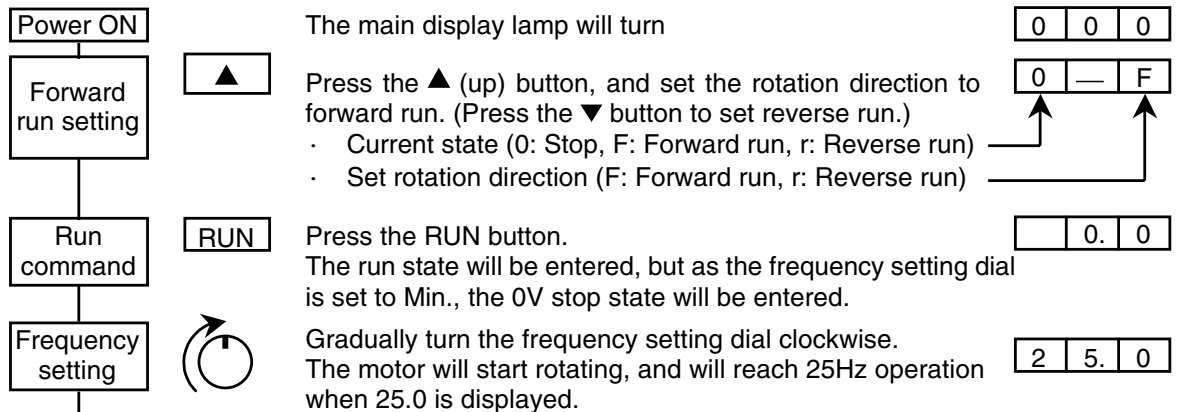 Power ON
The main display lamp will turn
0 0 0
Forward
run setting
▲
Press the ▲ (up) button, and set the rotation direction to
forward run. (Press the ▼ button to set reverse run.)
· Current state (0: Stop, F: Forward run, r: Reverse run)
· Set rotation direction (F: Forward run, r: Reverse run)
0 — F
Run
command
RUN
Press the RUN button.
The run state will be entered, but as the frequency setting dial
is set to Min., the 0V stop state will be entered.
0. 0
Frequency
setting
Gradually turn the frequency setting dial clockwise.
The motor will start rotating, and will reach 25Hz operation
when 25.0 is displayed.
2 5. 0